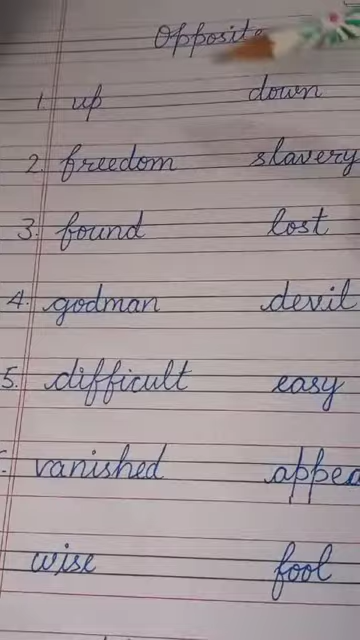 Opposite
1. up down
2. freedom slavery
3. found lost
4. godman devil
5. difficult easy
vanished appea
wise fool